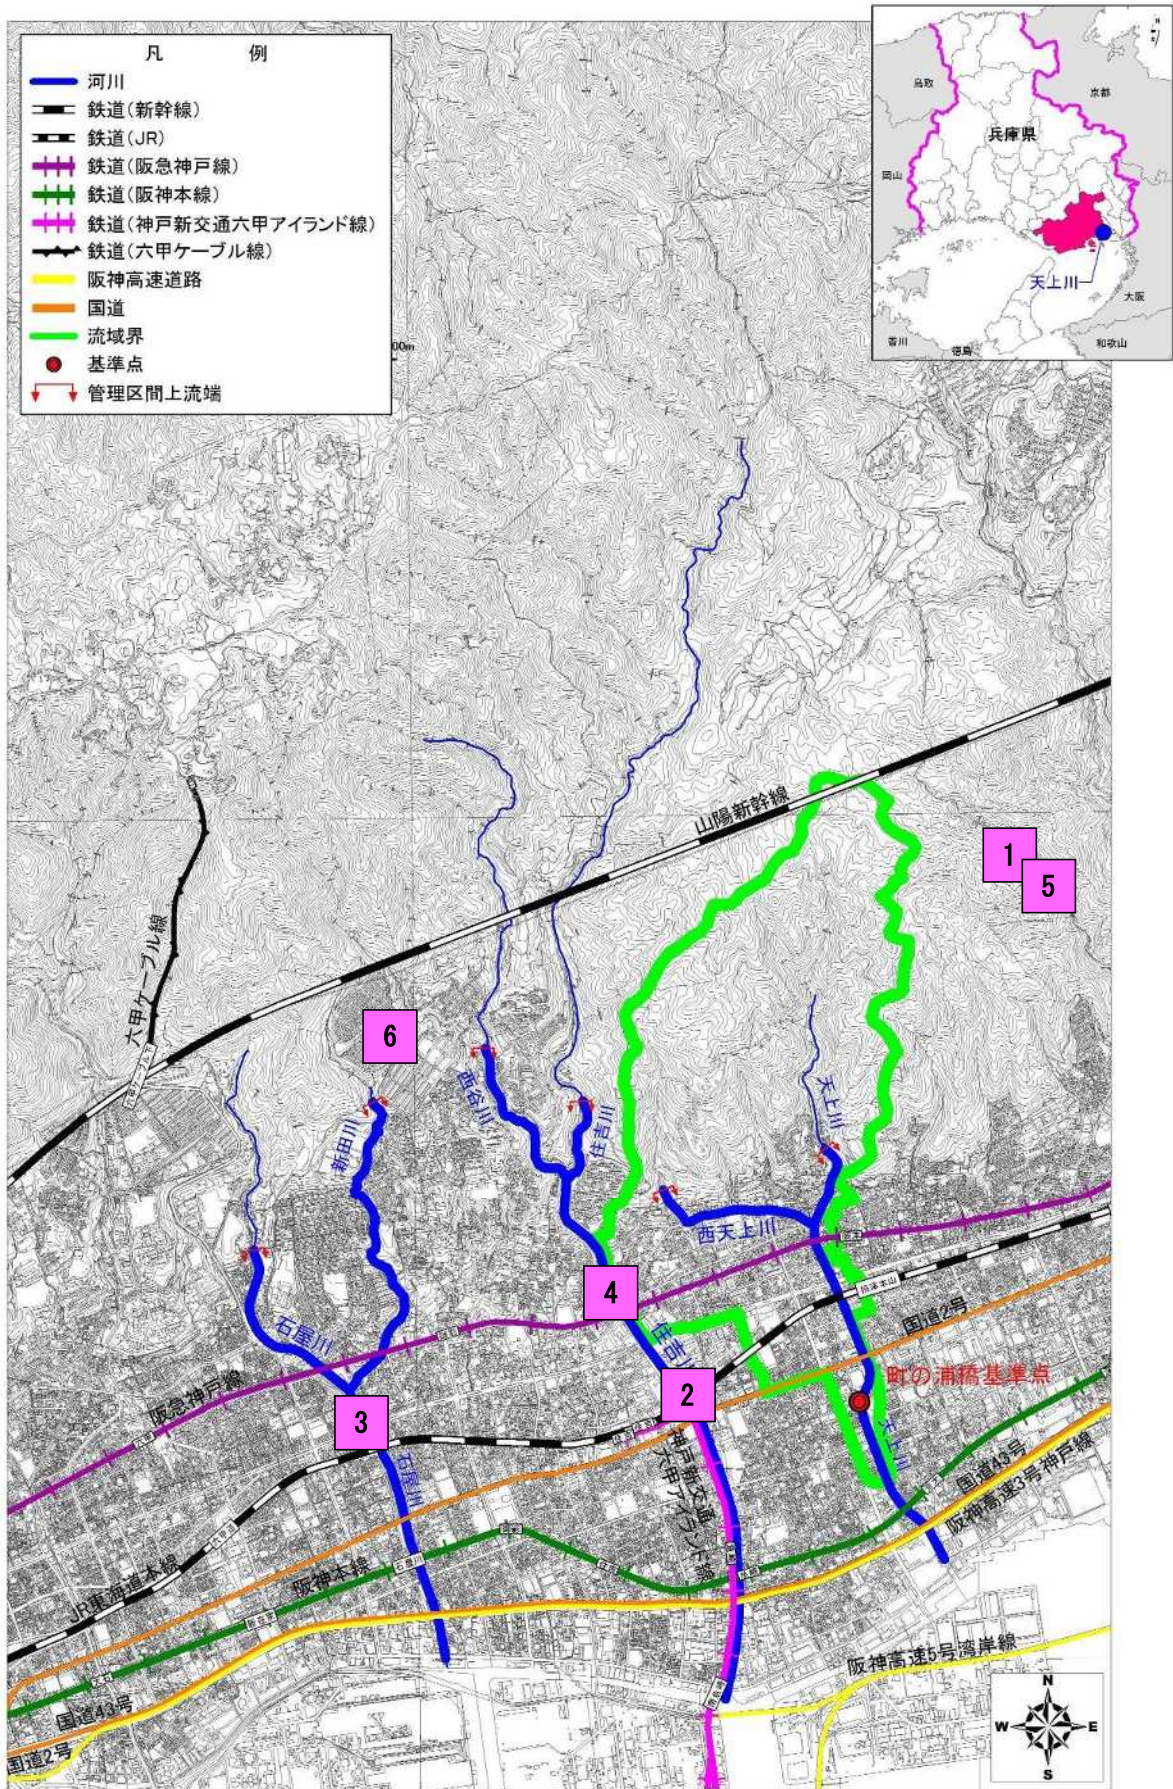 凡 例
河川
鉄道(新幹線)
鉄道(JR)
鉄道(阪急神戸線)
鉄道(阪神本線)
鉄道(神戸新交通六甲アイランド線)
鉄道(六甲ケーブル線)
阪神高速道路
国道
流域界
基準点
管理区間上流端
00m
鳥取
京都
兵庫県
岡山
天上川
大阪
香川
徳島
和歌山
山陽新幹線
1
5
六甲ケーブル線
6
西谷川
住吉川
新田川
天上川
西天上川
4
石屋川
住吉川
国道2号
阪急神戸線
2
町の浦橋基準点
3
天上川
石屋川
神戸新交通
六甲アイランド線
国道43号
阪神高速3号神戸線
JR東海道本線
阪神本線
石屋川
阪神高速5号湾岸線
国道43号
国道2号
N
W E
S